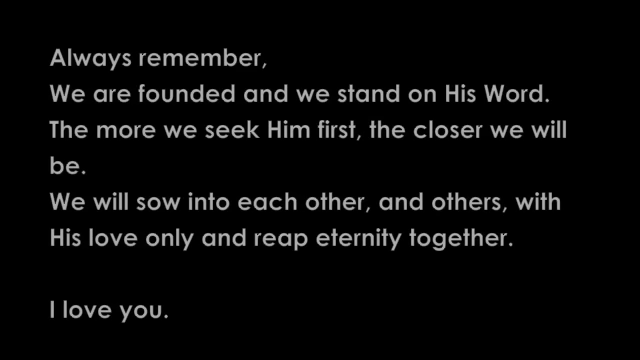 Always remember,
We are founded and we stand on His Word.
The more we seek Him first, the closer we will
be.
We will sow into each other, and others, with
His love only and reap eternity together.
I love you.